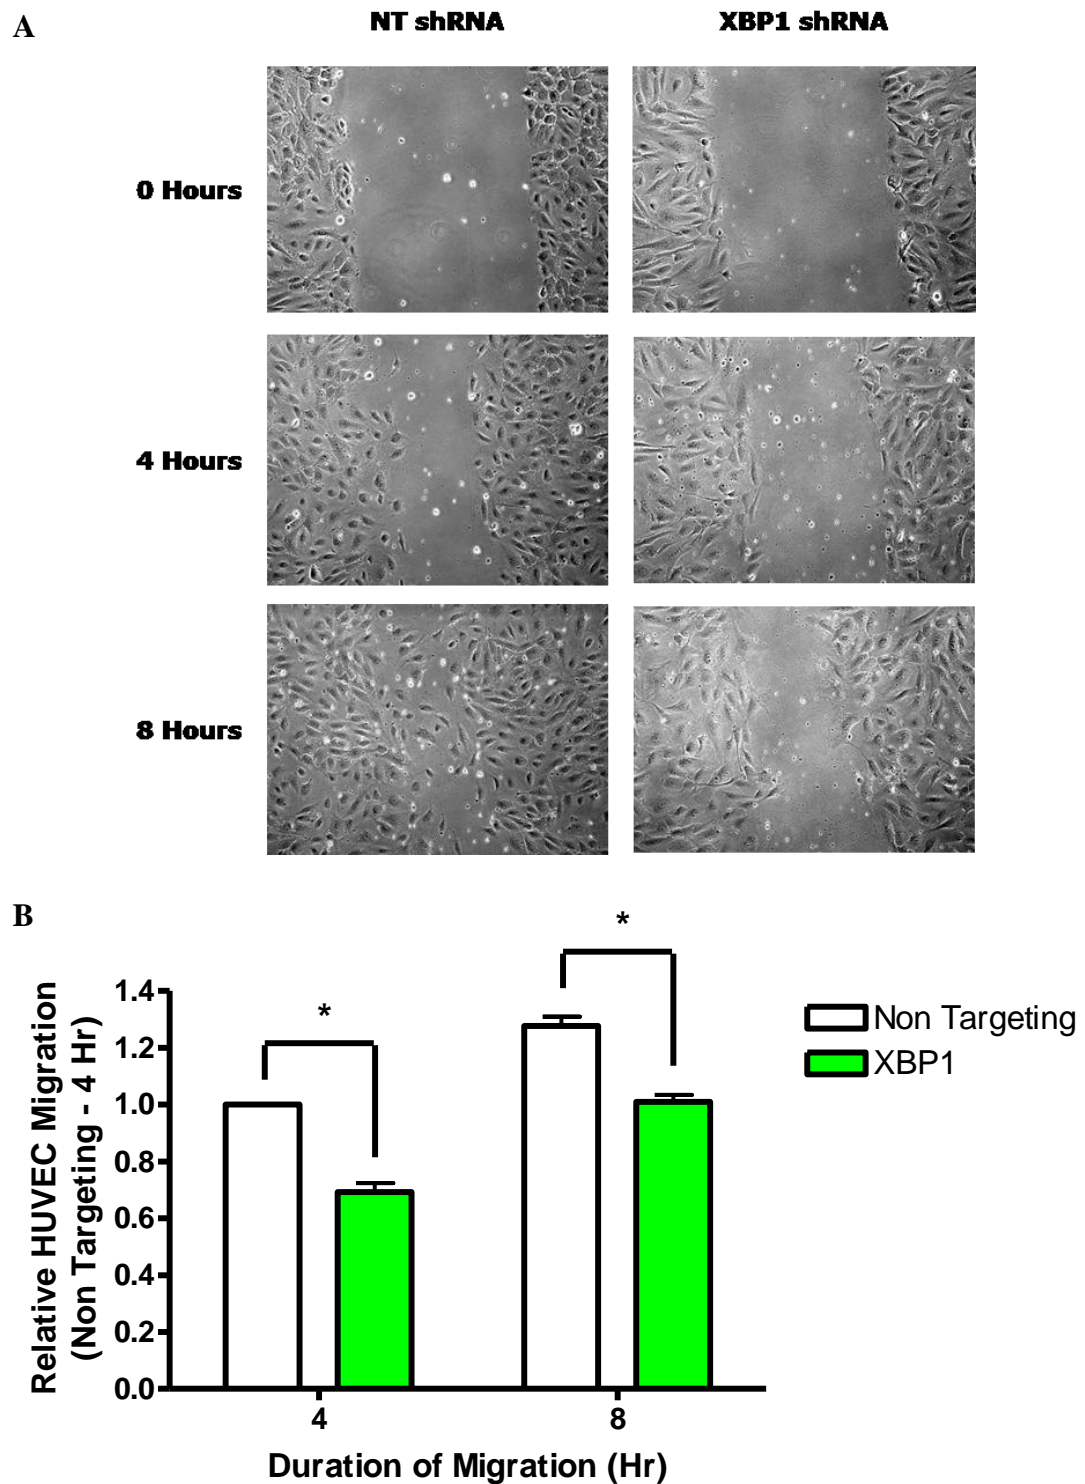 A
NT shRNA
XBP1 shRNA
0 Hours
4 Hours
8 Hours
B
*
*
1.4
1.2
1.0
0.8
0.6
0.4
0.2
0.0
Relative HUVEC Migration
(Non Targeting - 4 Hr)
4
8
Duration of Migration (Hr)
Non Targeting
XBP1